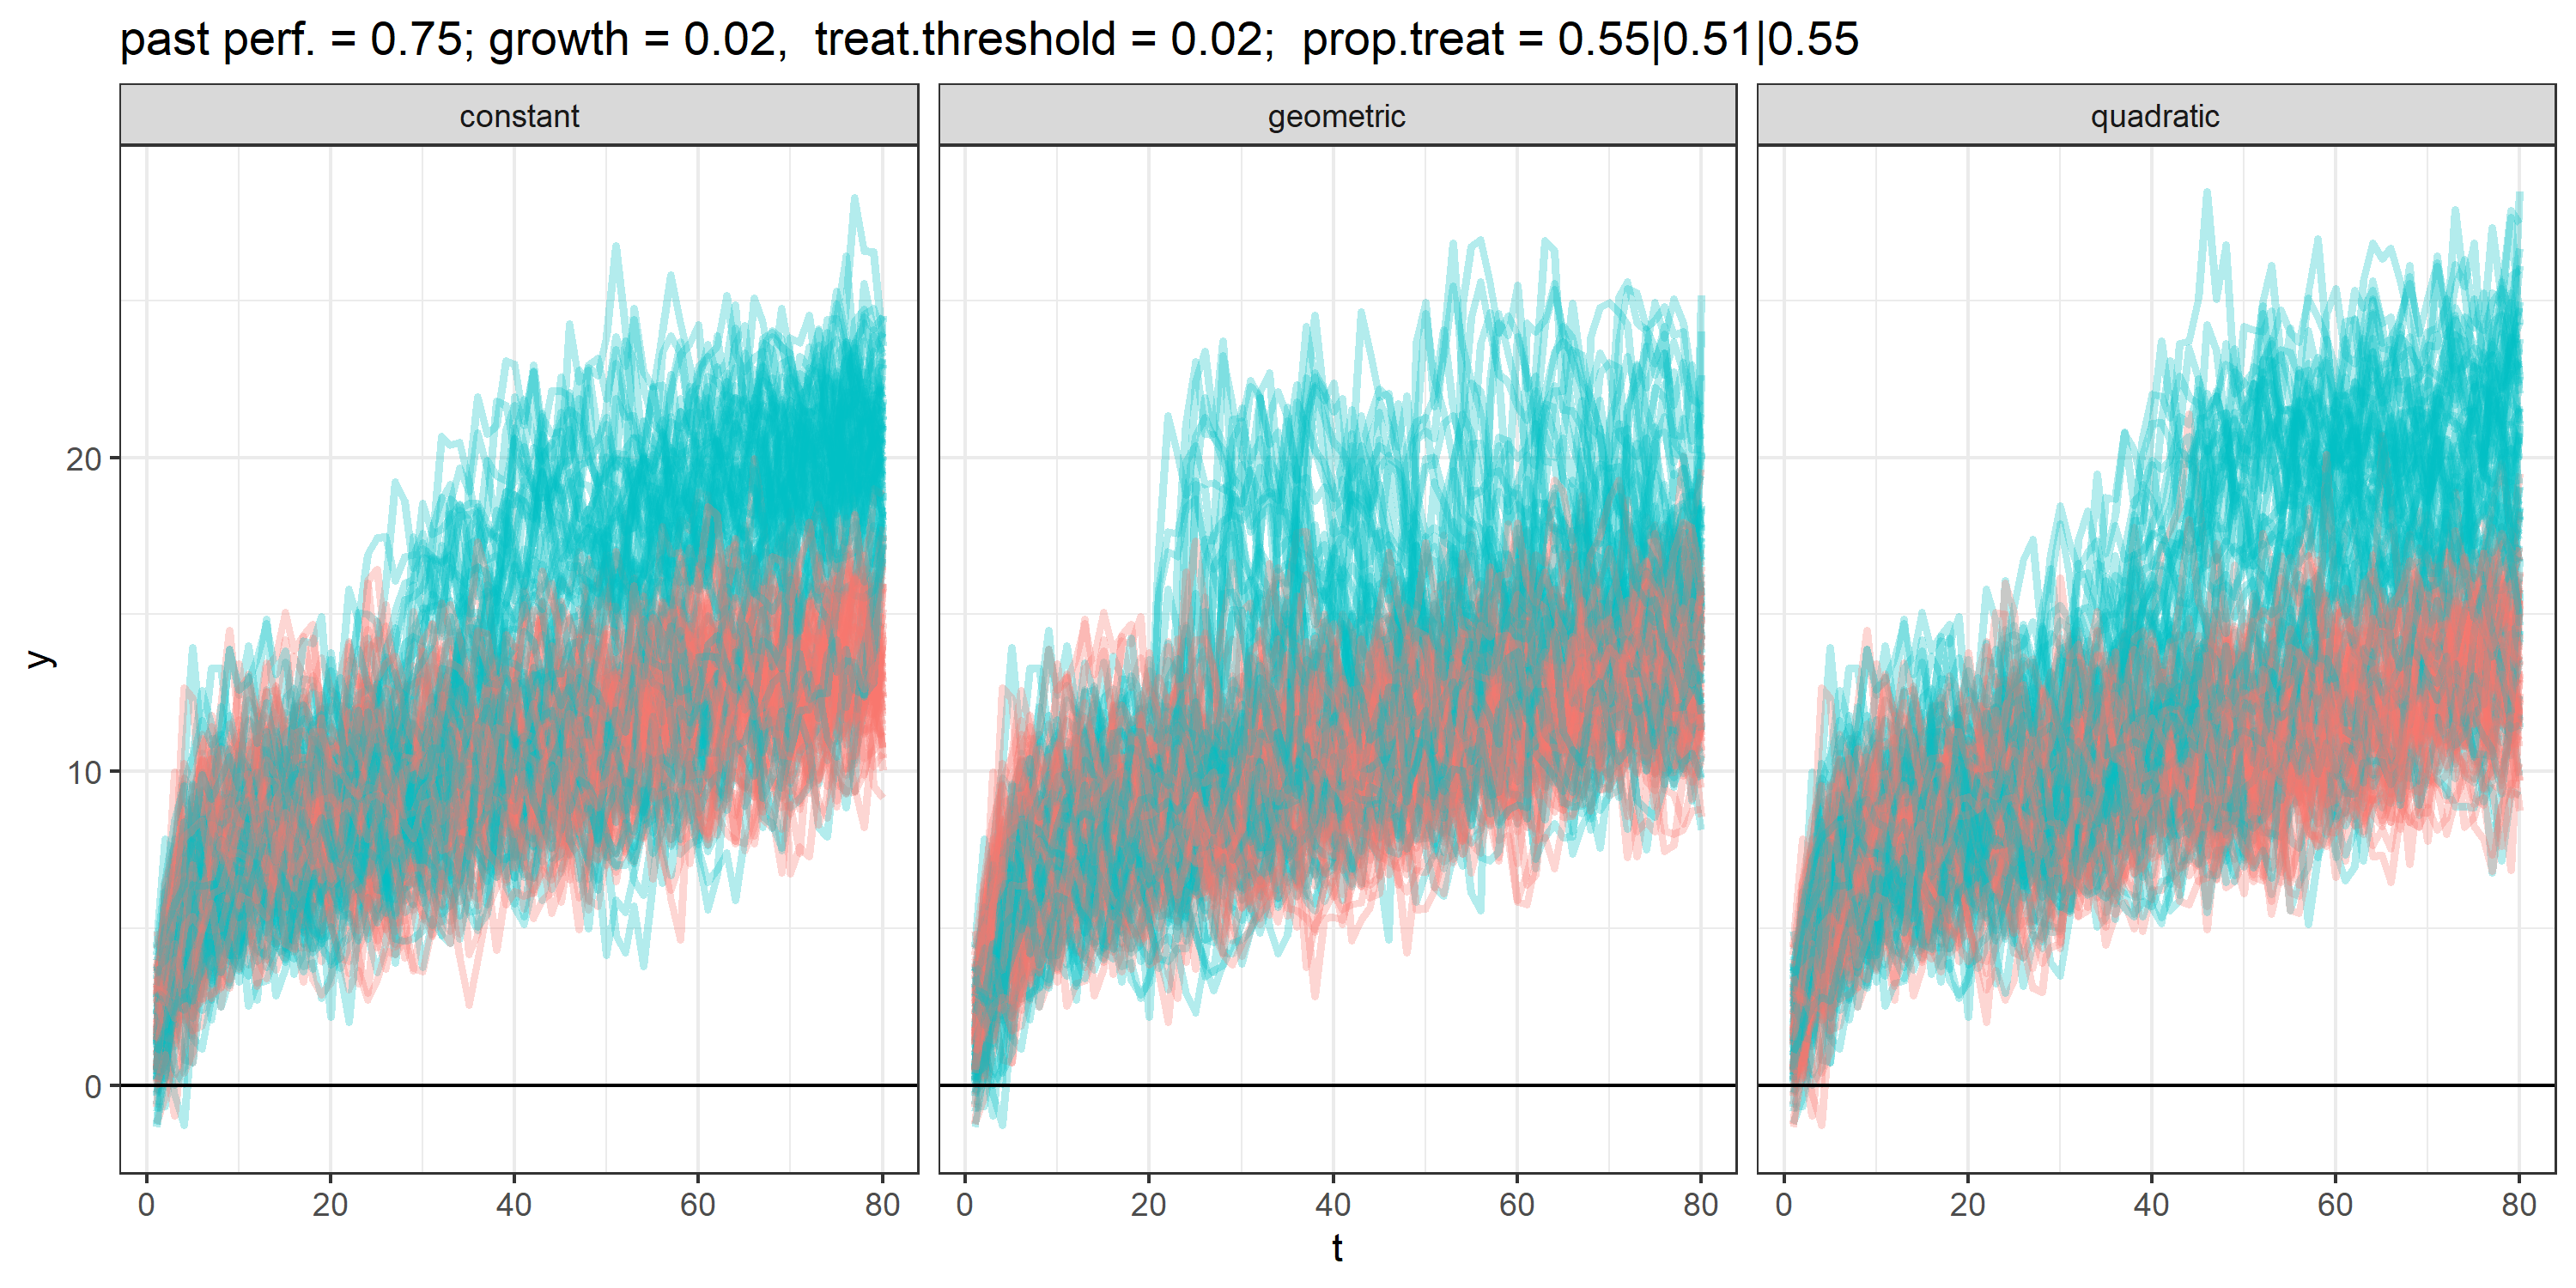 past perf. = 0.75; growth = 0.02,  treat.threshold = 0.02;  prop.treat = 0.55|0.51|0.55
constant geometric quadratic
y
20
10
0
0 20 40 60 80 0 20 40 60 80 0 20 40 60 80
t